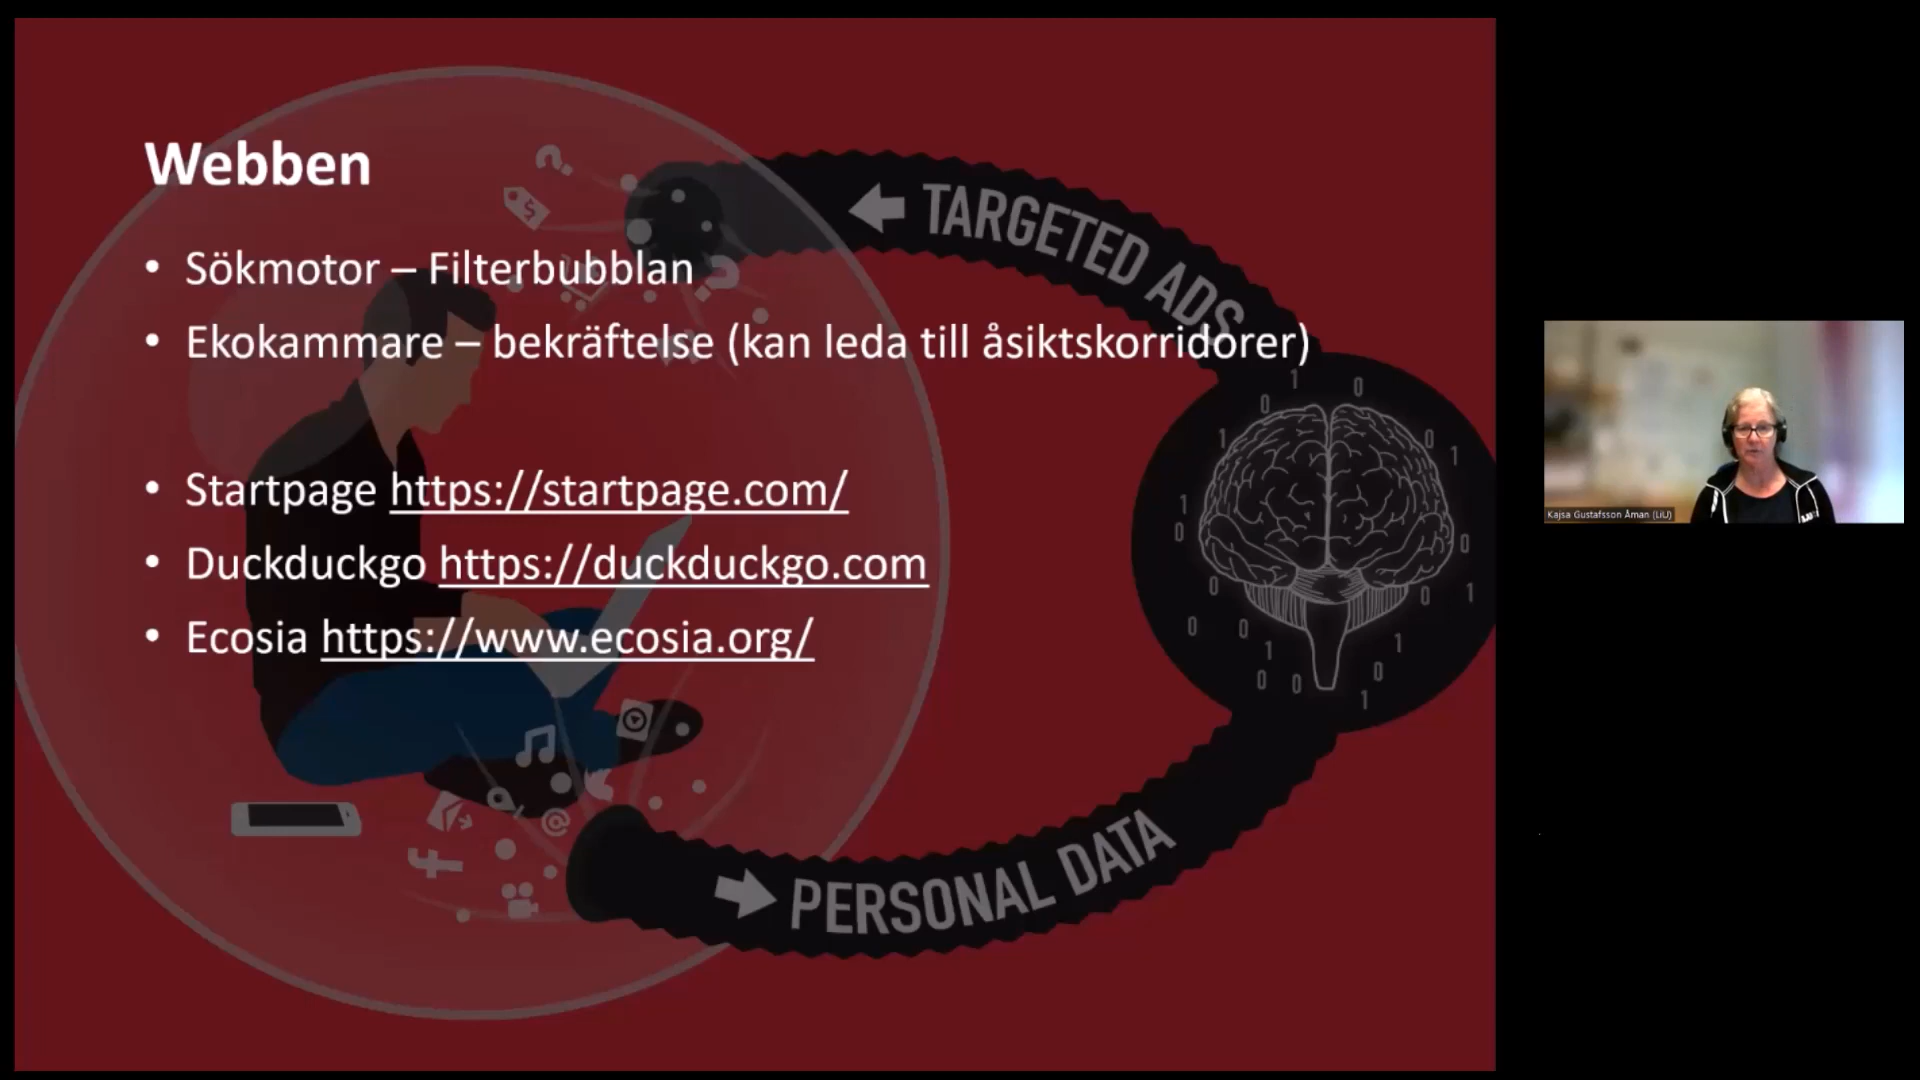 Webben
• Sökmotor – Filterbubblan
• Ekokammare – bekräftelse (kan leda till åsiktskorridorer)
• Startpage https://startpage.com/
• Duckduckgo https://duckduckgo.com
• Ecosia https://www.ecosia.org/
TARGETED ADS
PERSONAL DATA
Kajsa Gustafsson Åman (LiU)